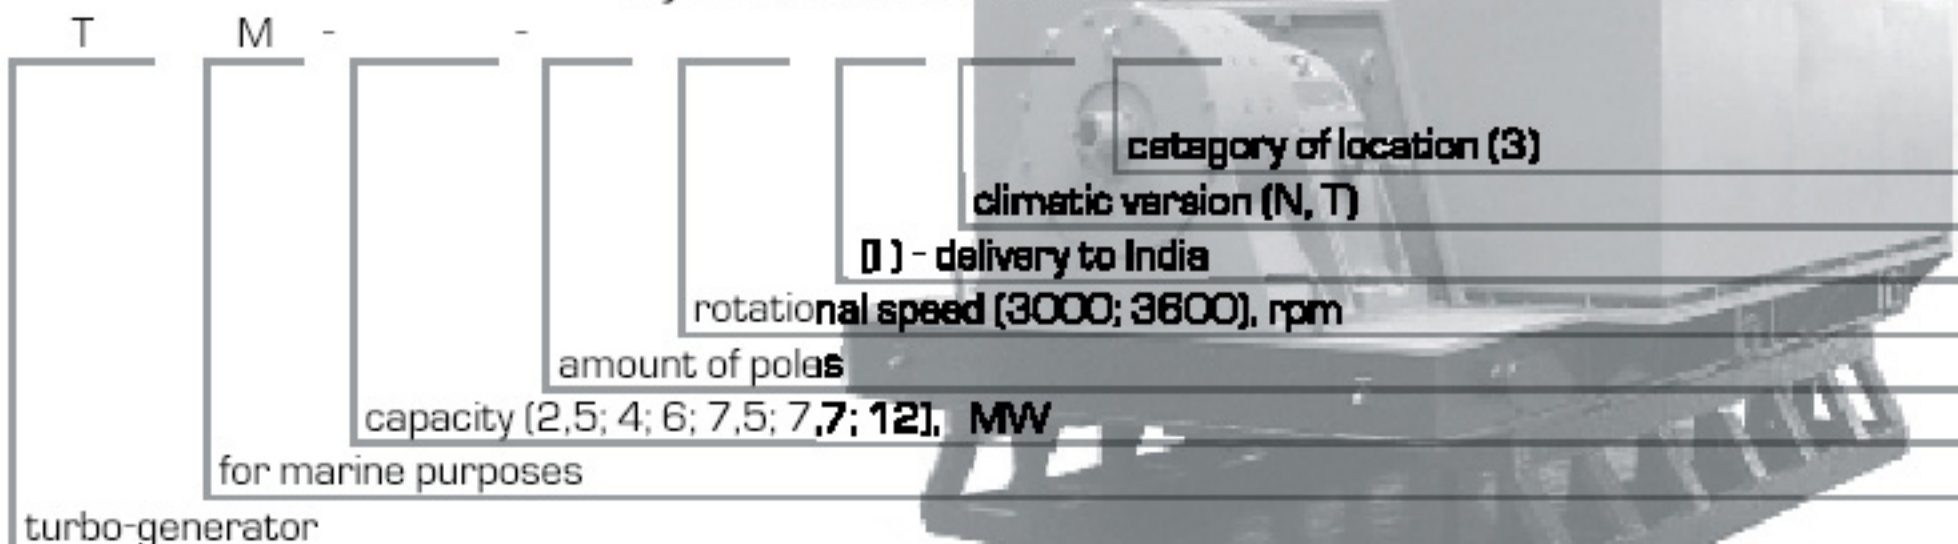 T M - -
catagory of location (3)
climatic version (N, T)
(I) - delivery to India
rotational speed (3000; 3600), rpm
amount of poles
capacity (2,5; 4; 6; 7,5; 7,7; 12), MW
for marine purposes
turbo-generator